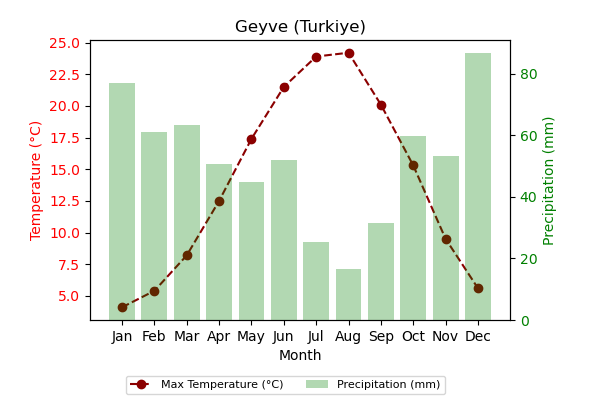 Geyve (Turkiye)
25.0
22.5
20.0
17.5
15.0
12.5
10.0
7.5
5.0
Temperature (°C)
80
60
40
20
0
Precipitation (mm)
Jan Feb Mar Apr May Jun Jul Aug Sep Oct Nov Dec
Month
Max Temperature (°C) Precipitation (mm)